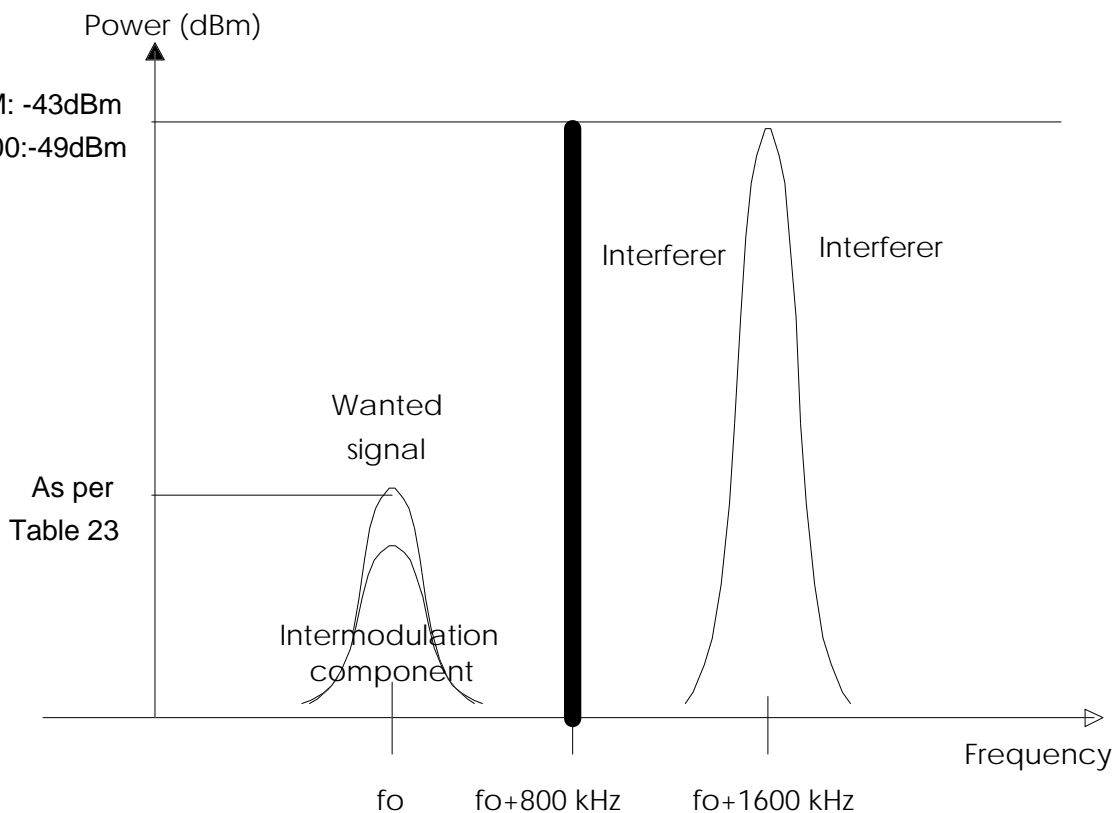 Power (dBm)
M: -43dBm
00:-49dBm
Interferer
Interferer
Wanted
signal
As per
Table 23
Intermodulation
component
Frequency
fo
fo+800 kHz
fo+1600 kHz